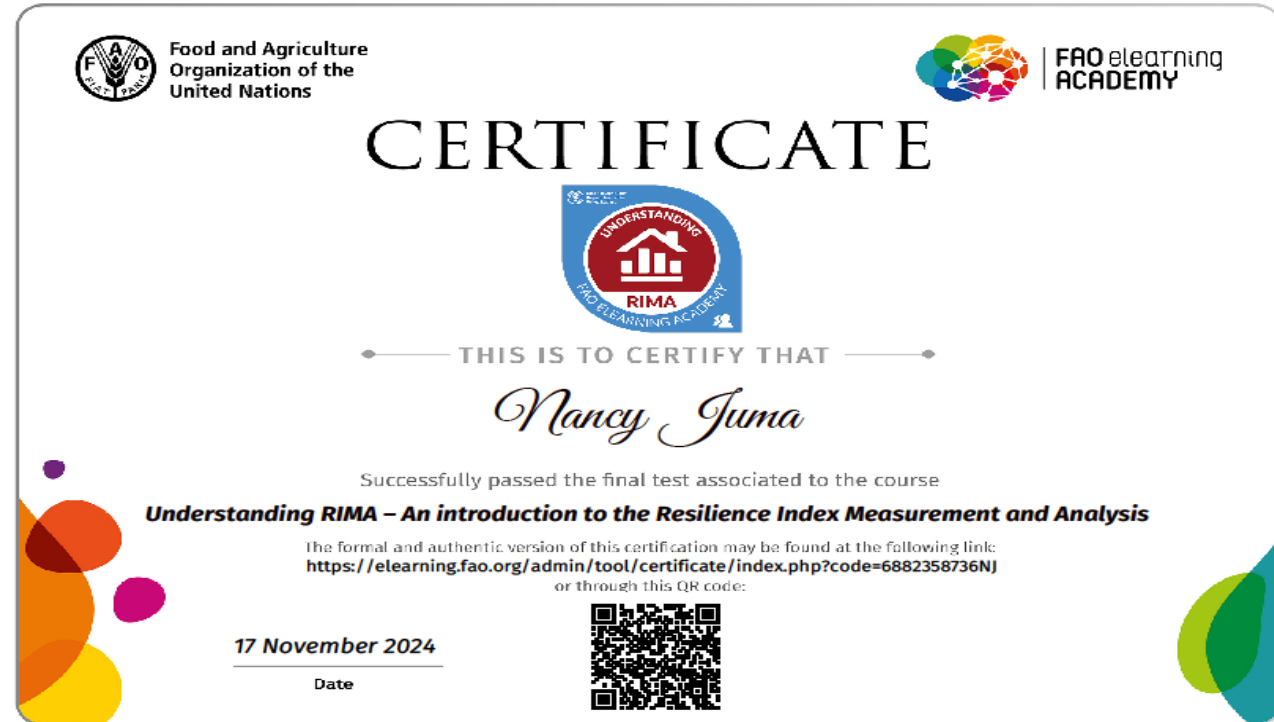 Food and Agriculture
Organization of the
United Nations
F A O
FIAT PANIS
FAO elearning
ACADEMY
CERTIFICATE
UNDERSTANDING
RIMA
FAO ELEARNING ACADEMY
THIS IS TO CERTIFY THAT
Nancy Juma
Successfully passed the final test associated to the course
Understanding RIMA – An introduction to the Resilience Index Measurement and Analysis
The formal and authentic version of this certification may be found at the following link:
https://elearning.fao.org/admin/tool/certificate/index.php?code=6882358736NJ
or through this QR code:
17 November 2024
Date